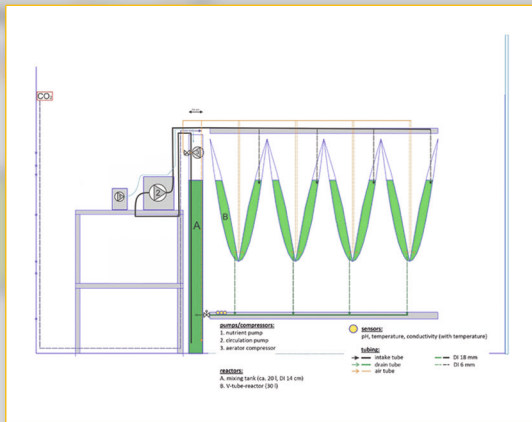 CO₂
2
A
B
pumps/compressors:
1. nutrient pump
2. circulation pump
3. aerator compressor
reactors:
A. mixing tank (ca. 20 l, DI 14 cm)
B. V-tube-reactor (30 l)
sensors:
pH, temperature, conductivity (with temperature)
tubing:
intake tube
drain tube
air tube
DI 18 mm
DI 6 mm